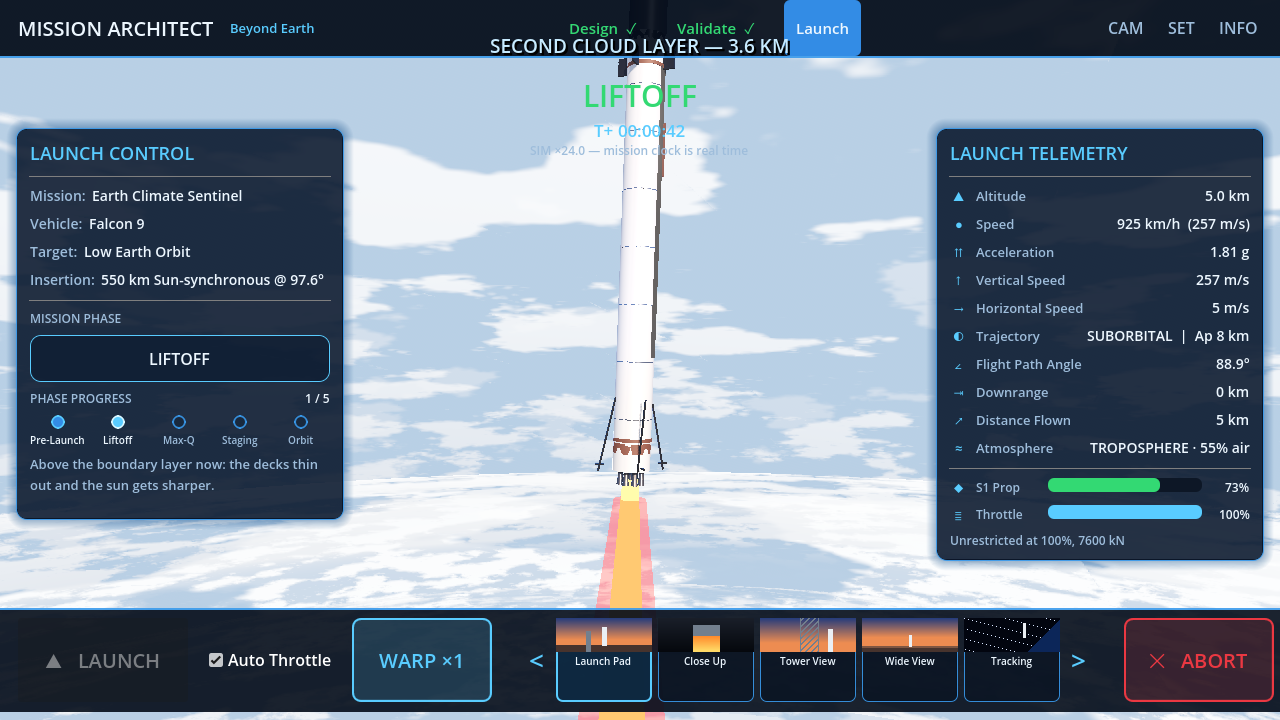 MISSION ARCHITECT Beyond Earth Design ✓ Validate ✓ Launch CAM SET INFO
SECOND CLOUD LAYER — 3.6 KM
LIFTOFF
T+ 00:00:42
SIM ×24.0 — mission clock is real time
LAUNCH CONTROL
Mission: Earth Climate Sentinel
Vehicle: Falcon 9
Target: Low Earth Orbit
Insertion: 550 km Sun-synchronous @ 97.6°
MISSION PHASE
LIFTOFF
PHASE PROGRESS 1 / 5
Pre-Launch Liftoff Max-Q Staging Orbit
Above the boundary layer now: the decks thin
out and the sun gets sharper.
LAUNCH TELEMETRY
Altitude 5.0 km
Speed 925 km/h (257 m/s)
Acceleration 1.81 g
Vertical Speed 257 m/s
Horizontal Speed 5 m/s
Trajectory SUBORBITAL | Ap 8 km
Flight Path Angle 88.9°
Downrange 0 km
Distance Flown 5 km
Atmosphere TROPOSPHERE · 55% air
S1 Prop 73%
Throttle 100%
Unrestricted at 100%, 7600 kN
LAUNCH Auto Throttle WARP ×1 < Launch Pad Close Up Tower View Wide View Tracking > ABORT